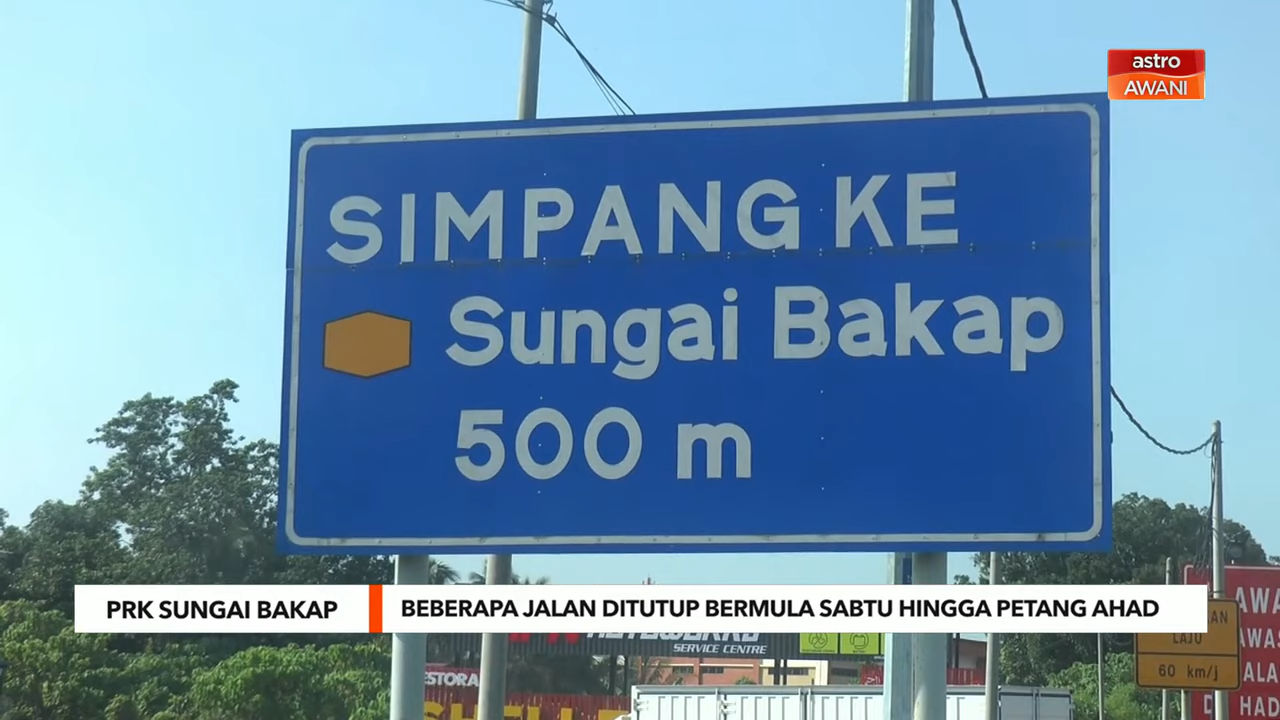 astro
AWANI
SIMPANG KE
Sungai Bakap
500 m
PRK SUNGAI BAKAP
BEBERAPA JALAN DITUTUP BERMULA SABTU HINGGA PETANG AHAD
SERVICE CENTRE
LAJU
60 km/j